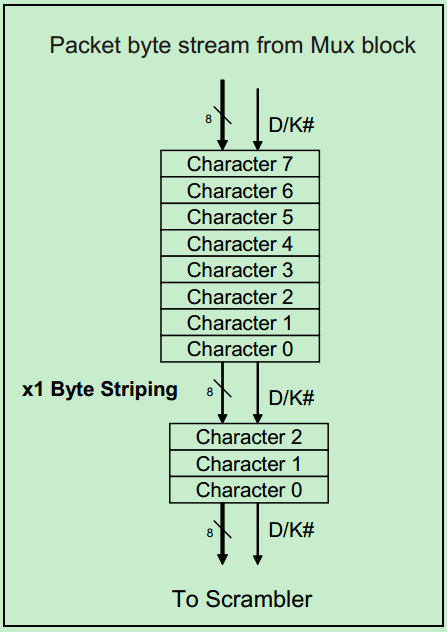 Packet byte stream from Mux block
8
D/K#
Character 7
Character 6
Character 5
Character 4
Character 3
Character 2
Character 1
Character 0
x1 Byte Striping
8
D/K#
Character 2
Character 1
Character 0
8
D/K#
To Scrambler